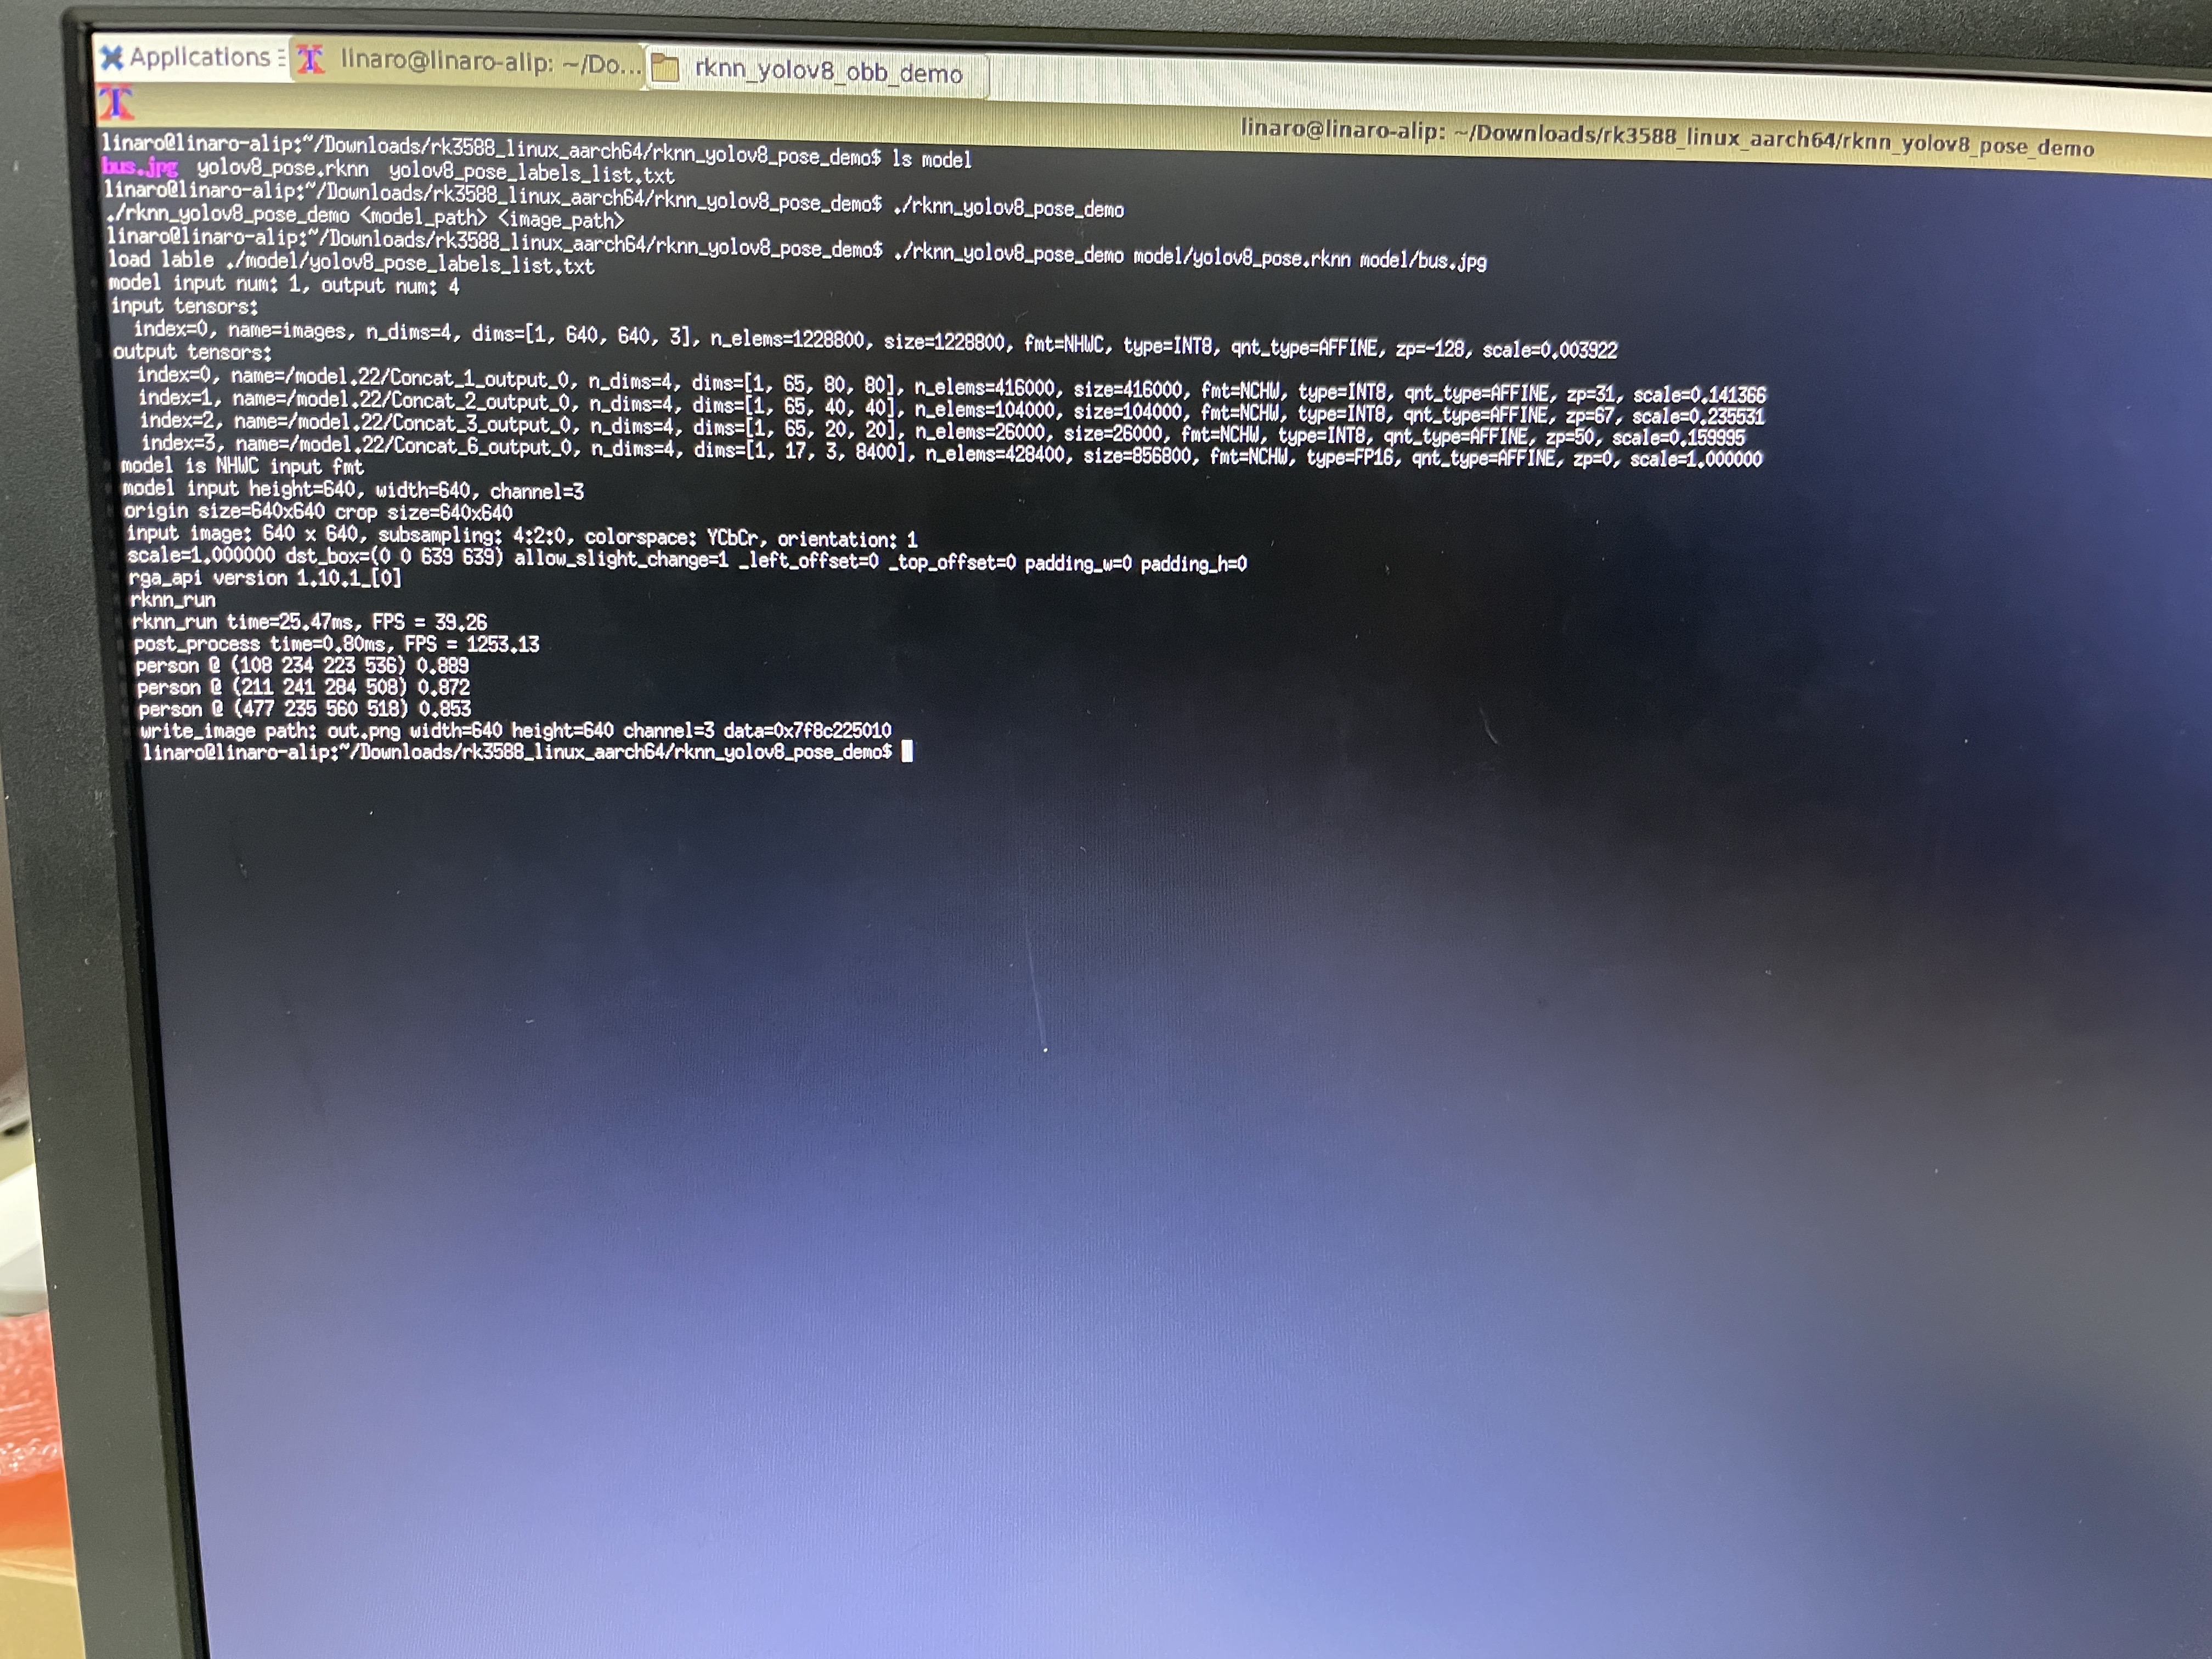 Applications
linaro@linaro-alip: ~/Do...
rknn_yolov8_obb_demo
linaro@linaro-alip: ~/Downloads/rk3588_linux_aarch64/rknn_yolov8_pose_demo
linaro@linaro-alip:~/Downloads/rk3588_linux_aarch64/rknn_yolov8_pose_demo$ ls model
bus.jpg  yolov8_pose.rknn  yolov8_pose_labels_list.txt
linaro@linaro-alip:~/Downloads/rk3588_linux_aarch64/rknn_yolov8_pose_demo$ ./rknn_yolov8_pose_demo
./rknn_yolov8_pose_demo <model_path> <image_path>
linaro@linaro-alip:~/Downloads/rk3588_linux_aarch64/rknn_yolov8_pose_demo$ ./rknn_yolov8_pose_demo model/yolov8_pose.rknn model/bus.jpg
load lable ./model/yolov8_pose_labels_list.txt
model input num: 1, output num: 4
input tensors:
  index=0, name=images, n_dims=4, dims=[1, 640, 640, 3], n_elems=1228800, size=1228800, fmt=NHWC, type=INT8, qnt_type=AFFINE, zp=-128, scale=0.003922
output tensors:
  index=0, name=/model.22/Concat_1_output_0, n_dims=4, dims=[1, 65, 80, 80], n_elems=416000, size=416000, fmt=NCHW, type=INT8, qnt_type=AFFINE, zp=31, scale=0.141366
  index=1, name=/model.22/Concat_2_output_0, n_dims=4, dims=[1, 65, 40, 40], n_elems=104000, size=104000, fmt=NCHW, type=INT8, qnt_type=AFFINE, zp=67, scale=0.235531
  index=2, name=/model.22/Concat_3_output_0, n_dims=4, dims=[1, 65, 20, 20], n_elems=26000, size=26000, fmt=NCHW, type=INT8, qnt_type=AFFINE, zp=50, scale=0.159995
  index=3, name=/model.22/Concat_6_output_0, n_dims=4, dims=[1, 17, 3, 8400], n_elems=428400, size=856800, fmt=NCHW, type=FP16, qnt_type=AFFINE, zp=0, scale=1.000000
model is NHWC input fmt
model input height=640, width=640, channel=3
origin size=640x640 crop size=640x640
input image: 640 x 640, subsampling: 4:2:0, colorspace: YCbCr, orientation: 1
scale=1.000000 dst_box=(0 0 639 639) allow_slight_change=1 _left_offset=0 _top_offset=0 padding_w=0 padding_h=0
rga_api version 1.10.1_[0]
rknn_run
rknn_run time=25.47ms, FPS = 39.26
post_process time=0.80ms, FPS = 1253.13
person @ (108 234 223 536) 0.889
person @ (211 241 284 508) 0.872
person @ (477 235 560 518) 0.853
write_image path: out.png width=640 height=640 channel=3 data=0x7f8c225010
linaro@linaro-alip:~/Downloads/rk3588_linux_aarch64/rknn_yolov8_pose_demo$